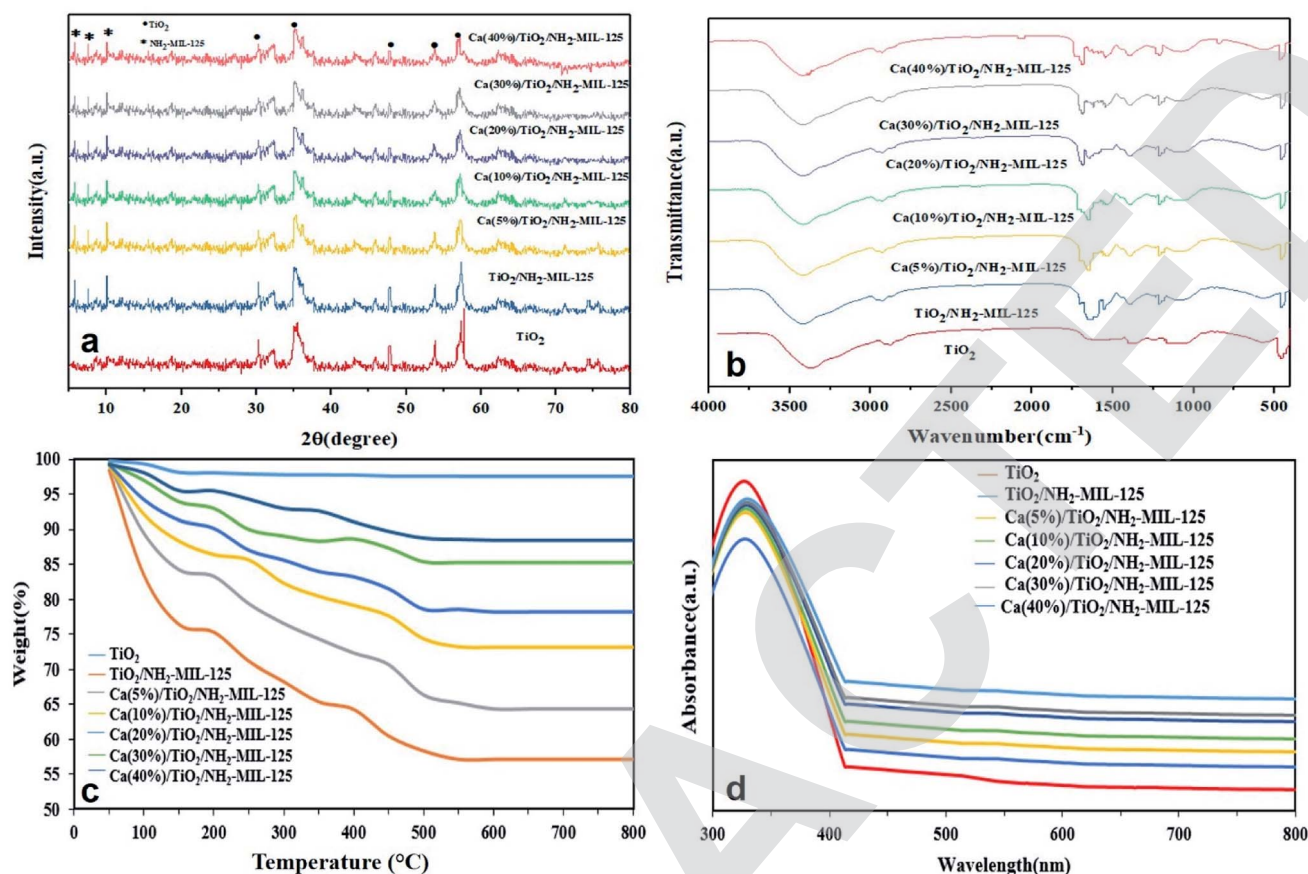 •TiO2
* NH2-MIL-125
Ca(40%)/TiO2/NH2-MIL-125
Ca(30%)/TiO2/NH2-MIL-125
Ca(20%)/TiO2/NH2-MIL-125
Ca(10%)/TiO2/NH2-MIL-125
Ca(5%)/TiO2/NH2-MIL-125
TiO2/NH2-MIL-125
TiO2
a
Intensity(a.u.)
10 20 30 40 50 60 70 80
2θ(degree)
Ca(40%)/TiO2/NH2-MIL-125
Ca(30%)/TiO2/NH2-MIL-125
Ca(20%)/TiO2/NH2-MIL-125
Ca(10%)/TiO2/NH2-MIL-125
Ca(5%)/TiO2/NH2-MIL-125
TiO2/NH2-MIL-125
TiO2
b
Transmittance(a.u.)
4000 3500 3000 2500 2000 1500 1000 500
Wavenumber(cm-1)
100
95
90
85
80
75
70
65
60
55
50
Weight(%)
TiO2
TiO2/NH2-MIL-125
Ca(5%)/TiO2/NH2-MIL-125
Ca(10%)/TiO2/NH2-MIL-125
Ca(20%)/TiO2/NH2-MIL-125
Ca(30%)/TiO2/NH2-MIL-125
Ca(40%)/TiO2/NH2-MIL-125
c
0 100 200 300 400 500 600 700 800
Temperature (°C)
TiO2
TiO2/NH2-MIL-125
Ca(5%)/TiO2/NH2-MIL-125
Ca(10%)/TiO2/NH2-MIL-125
Ca(20%)/TiO2/NH2-MIL-125
Ca(30%)/TiO2/NH2-MIL-125
Ca(40%)/TiO2/NH2-MIL-125
d
Absorbance(a.u.)
300 400 500 600 700 800
Wavelength(nm)
ACTED